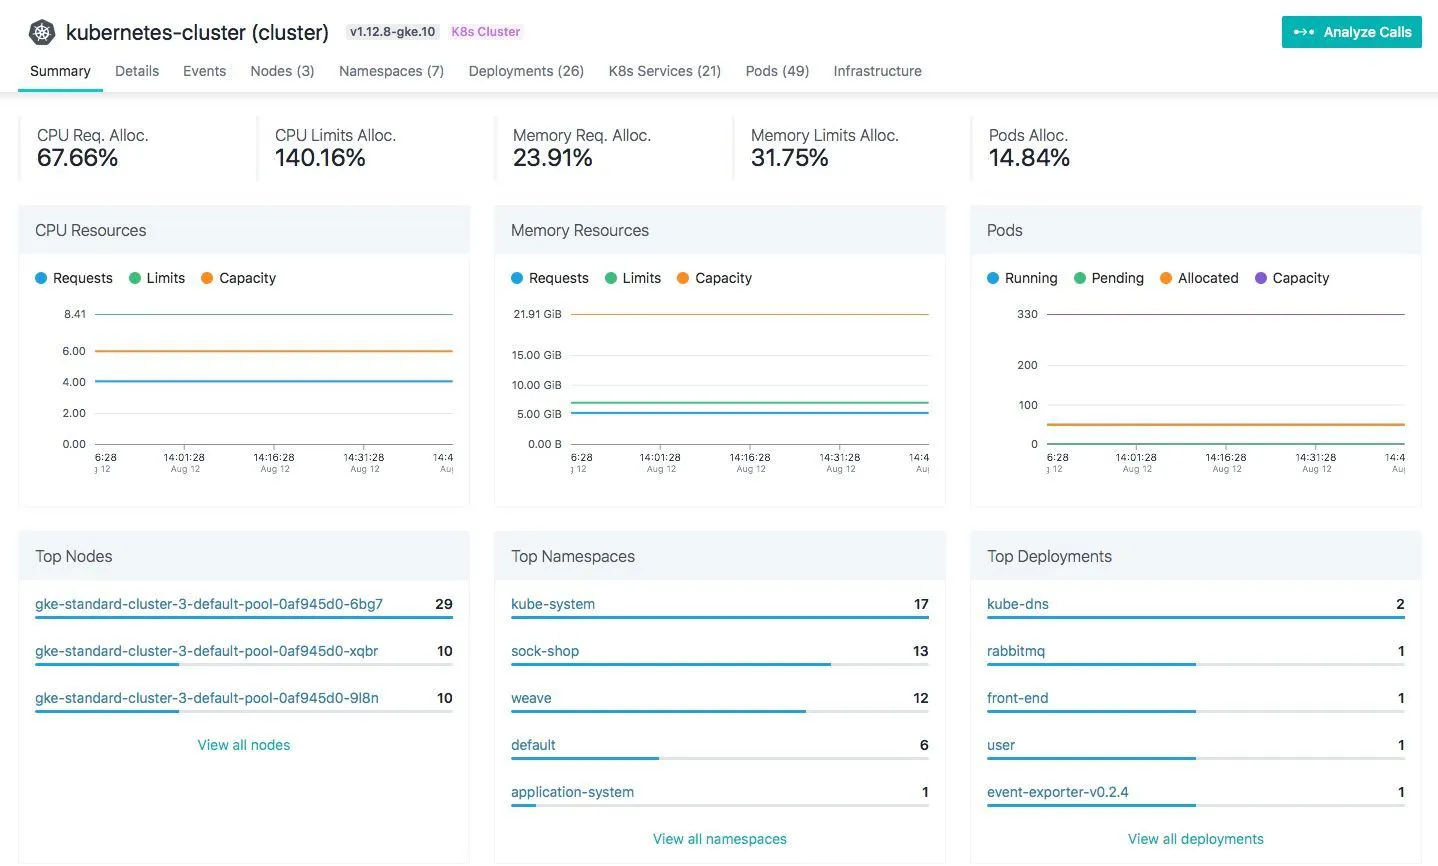 kubernetes-cluster (cluster) v1.12.8-gke.10 K8s Cluster
Analyze Calls
Summary Details Events Nodes (3) Namespaces (7) Deployments (26) K8s Services (21) Pods (49) Infrastructure
CPU Req. Alloc.
67.66%
CPU Limits Alloc.
140.16%
Memory Req. Alloc.
23.91%
Memory Limits Alloc.
31.75%
Pods Alloc.
14.84%
CPU Resources
Requests Limits Capacity
8.41
6.00
4.00
2.00
0.00
6:28 14:01:28 14:16:28 14:31:28 14:4
g 12 Aug 12 Aug 12 Aug 12 Au
Memory Resources
Requests Limits Capacity
21.91 GiB
15.00 GiB
10.00 GiB
5.00 GiB
0.00 B
6:28 14:01:28 14:16:28 14:31:28 14:4
g 12 Aug 12 Aug 12 Aug 12 Au
Pods
Running Pending Allocated Capacity
330
200
100
0
6:28 14:01:28 14:16:28 14:31:28 14:4
g 12 Aug 12 Aug 12 Aug 12 Au
Top Nodes
gke-standard-cluster-3-default-pool-0af945d0-6bg7 29
gke-standard-cluster-3-default-pool-0af945d0-xqbr 10
gke-standard-cluster-3-default-pool-0af945d0-9l8n 10
View all nodes
Top Namespaces
kube-system 17
sock-shop 13
weave 12
default 6
application-system 1
View all namespaces
Top Deployments
kube-dns 2
rabbitmq 1
front-end 1
user 1
event-exporter-v0.2.4 1
View all deployments